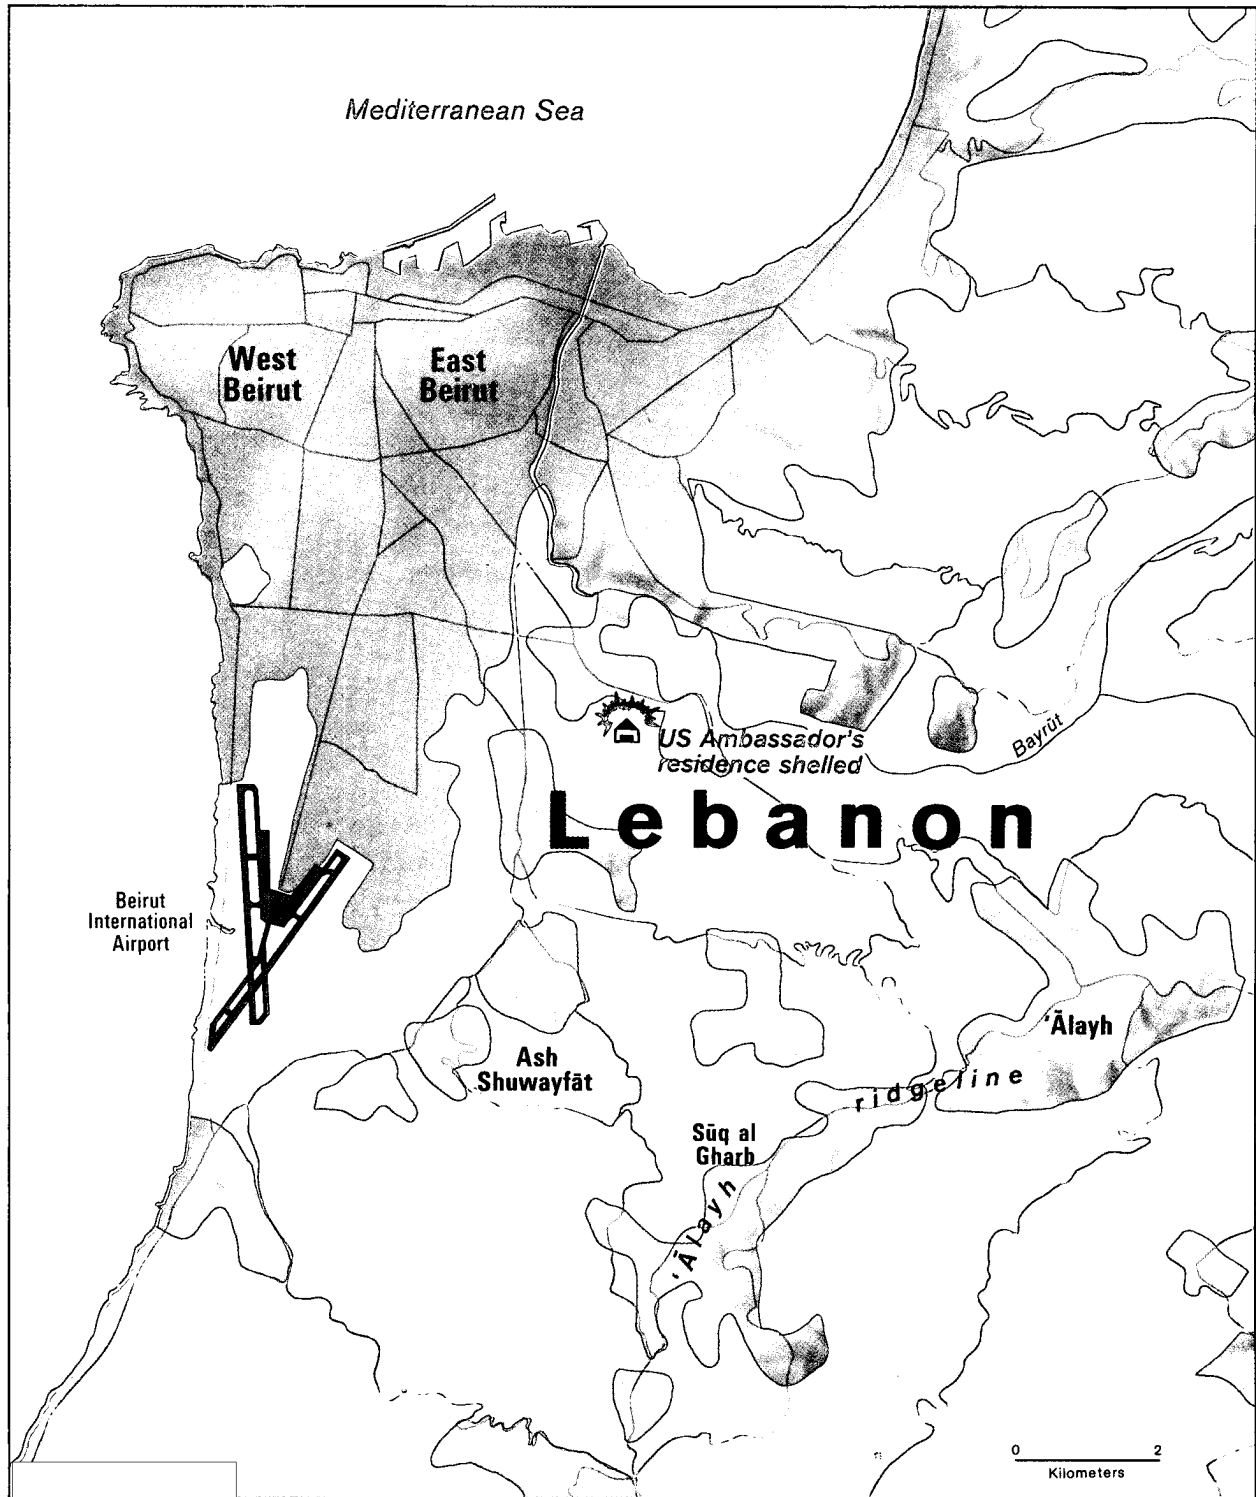 Mediterranean Sea
West
Beirut
East
Beirut
US Ambassador's
residence shelled
Bayrūt
Lebanon
Beirut
International
Airport
'Ālayh
Ash
Shuwayfāt
ridgeline
Sūq al
Gharb
'Ālayh
0 2
Kilometers